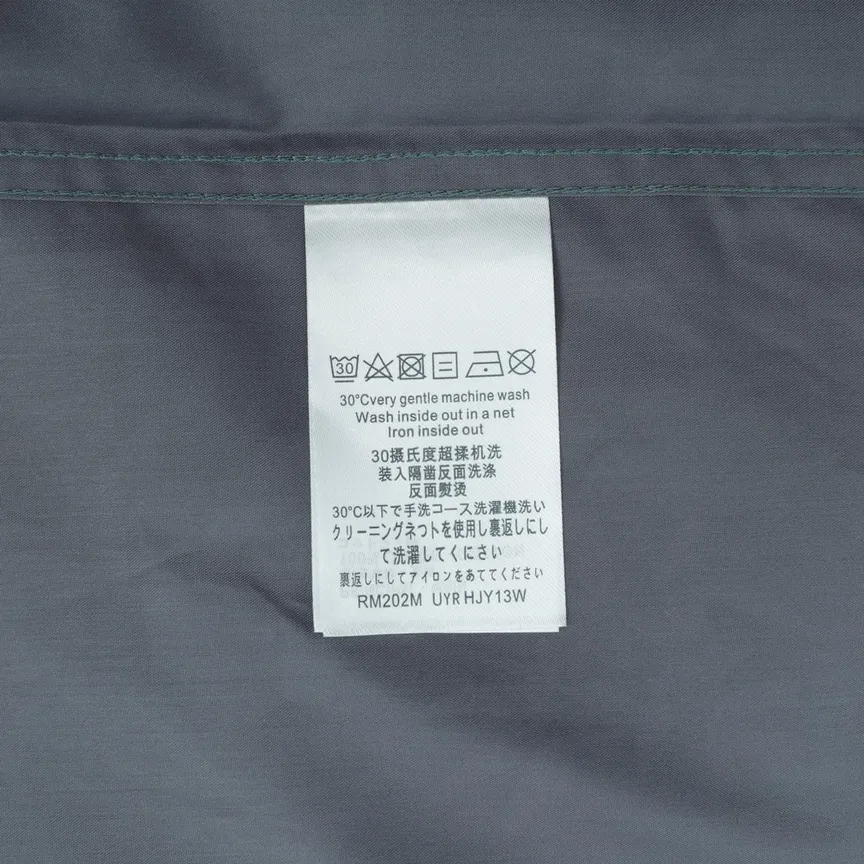 30
30°Cvery gentle machine wash
Wash inside out in a net
Iron inside out
30摄氏度超揉机洗
装入隔凿反面洗涤
反面熨烫
30°C以下で手洗コース洗濯機洗い
クリーニングネつトを使用し裏返しにし
て洗濯してくにさい
裏返しにしてアイロンをあててください
RM202M UYR HJY13W